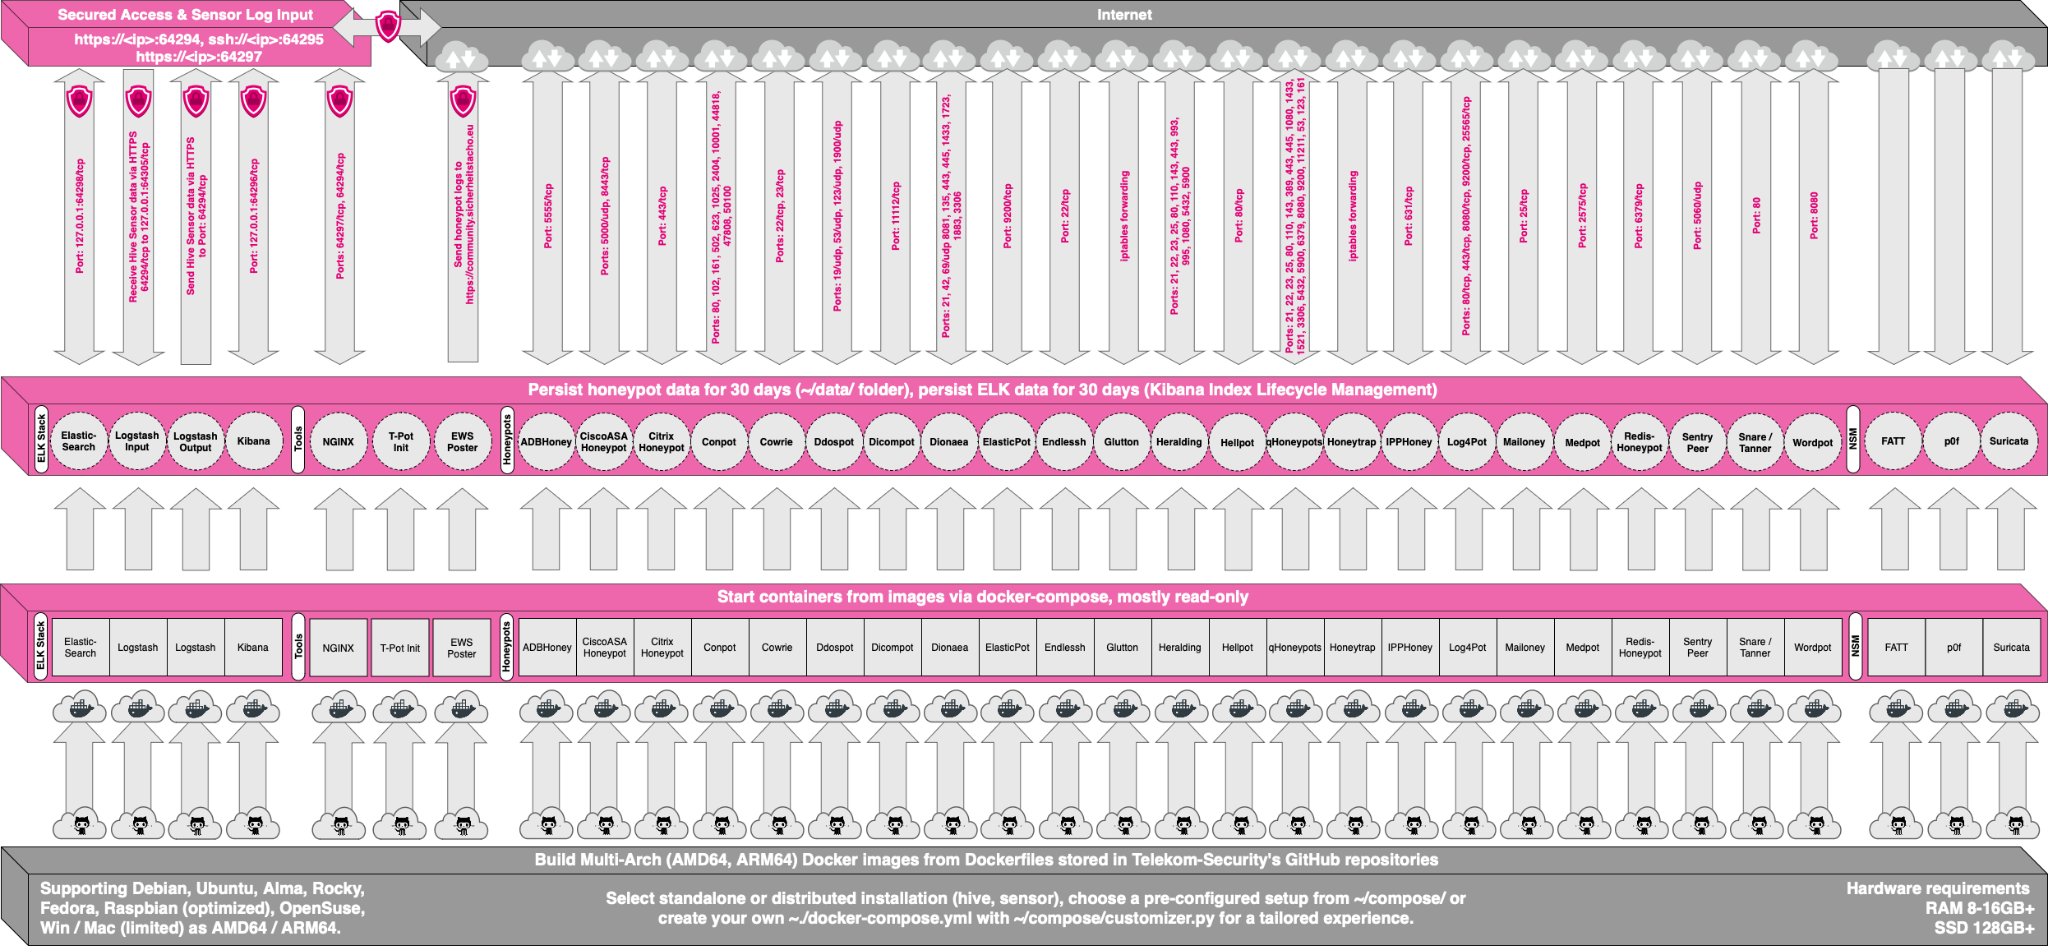 Secured Access & Sensor Log Input
https://<ip>:64294, ssh://<ip>:64295
https://<ip>:64297
Internet
Port: 127.0.0.1:64298/tcp
Receive Hive Sensor data via HTTPS
64294/tcp to 127.0.0.1:64305/tcp
Send Hive Sensor data via HTTPS
to Port: 64294/tcp
Port: 127.0.0.1:64296/tcp
Ports: 64297/tcp, 64294/tcp
Send honeypot logs to
https://community.sicherheitstacho.eu
Port: 5555/tcp
Ports: 5000/udp, 8443/tcp
Port: 443/tcp
Ports: 80, 102, 161, 502, 623, 1025, 2404, 10001, 44818,
47808, 50100
Ports: 22/tcp, 23/tcp
Ports: 19/udp, 53/udp, 123/udp, 1900/udp
Port: 11112/tcp
Ports: 21, 42, 69/udp 8081, 135, 443, 445, 1433, 1723,
1883, 3306
Port: 9200/tcp
Port: 22/tcp
iptables forwarding
Ports: 21, 22, 23, 25, 80, 110, 143, 443, 993,
995, 1080, 5432, 5900
Port: 80/tcp
Ports: 21, 22, 23, 25, 80, 110, 143, 389, 443, 445, 1080, 1433,
1521, 3306, 5432, 5900, 6379, 8080, 9200, 11211, 53, 123, 161
iptables forwarding
Port: 631/tcp
Ports: 80/tcp, 443/tcp, 8080/tcp, 9200/tcp, 25565/tcp
Port: 25/tcp
Port: 2575/tcp
Port: 6379/tcp
Port: 5060/udp
Port: 80
Port: 8080
Persist honeypot data for 30 days (~/data/ folder), persist ELK data for 30 days (Kibana Index Lifecycle Management)
ELK Stack
Elastic-
Search
Logstash
Input
Logstash
Output
Kibana
Tools
NGINX
T-Pot
Init
EWS
Poster
Honeypots
ADBHoney
CiscoASA
Honeypot
Citrix
Honeypot
Conpot
Cowrie
Ddospot
Dicompot
Dionaea
ElasticPot
Endlessh
Glutton
Heralding
Hellpot
qHoneypots
Honeytrap
IPPHoney
Log4Pot
Mailoney
Medpot
Redis-
Honeypot
Sentry
Peer
Snare /
Tanner
Wordpot
NSM
FATT
p0f
Suricata
Start containers from images via docker-compose, mostly read-only
ELK Stack
Elastic-
Search
Logstash
Logstash
Kibana
Tools
NGINX
T-Pot Init
EWS
Poster
Honeypots
ADBHoney
CiscoASA
Honeypot
Citrix
Honeypot
Conpot
Cowrie
Ddospot
Dicompot
Dionaea
ElasticPot
Endlessh
Glutton
Heralding
Hellpot
qHoneypots
Honeytrap
IPPHoney
Log4Pot
Mailoney
Medpot
Redis-
Honeypot
Sentry
Peer
Snare /
Tanner
Wordpot
NSM
FATT
p0f
Suricata
Build Multi-Arch (AMD64, ARM64) Docker images from Dockerfiles stored in Telekom-Security's GitHub repositories
Supporting Debian, Ubuntu, Alma, Rocky,
Fedora, Raspbian (optimized), OpenSuse,
Win / Mac (limited) as AMD64 / ARM64.
Select standalone or distributed installation (hive, sensor), choose a pre-configured setup from ~/compose/ or
create your own ~./docker-compose.yml with ~/compose/customizer.py for a tailored experience.
Hardware requirements
RAM 8-16GB+
SSD 128GB+